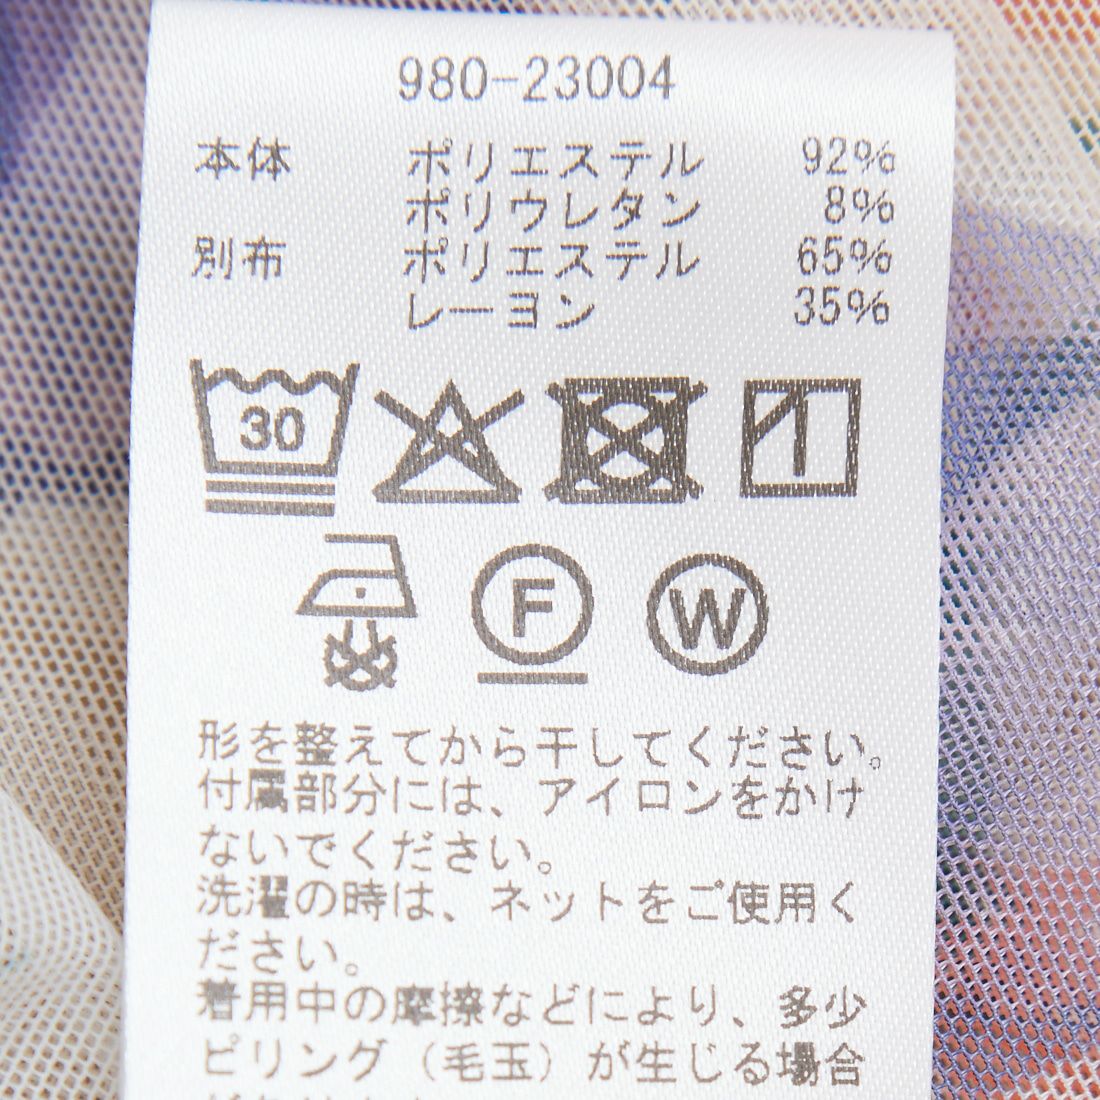 980-23004
本体 ポリエステル 92%
ポリウレタン 8%
別布 ポリエステル 65%
レーヨン 35%
30
F W
形を整えてから干してください。
付属部分には、アイロンをかけ
ないでください。
洗濯の時は、ネットをご使用く
ださい。
着用中の摩擦などにより、多少
ピリング(毛玉)が生じる場合